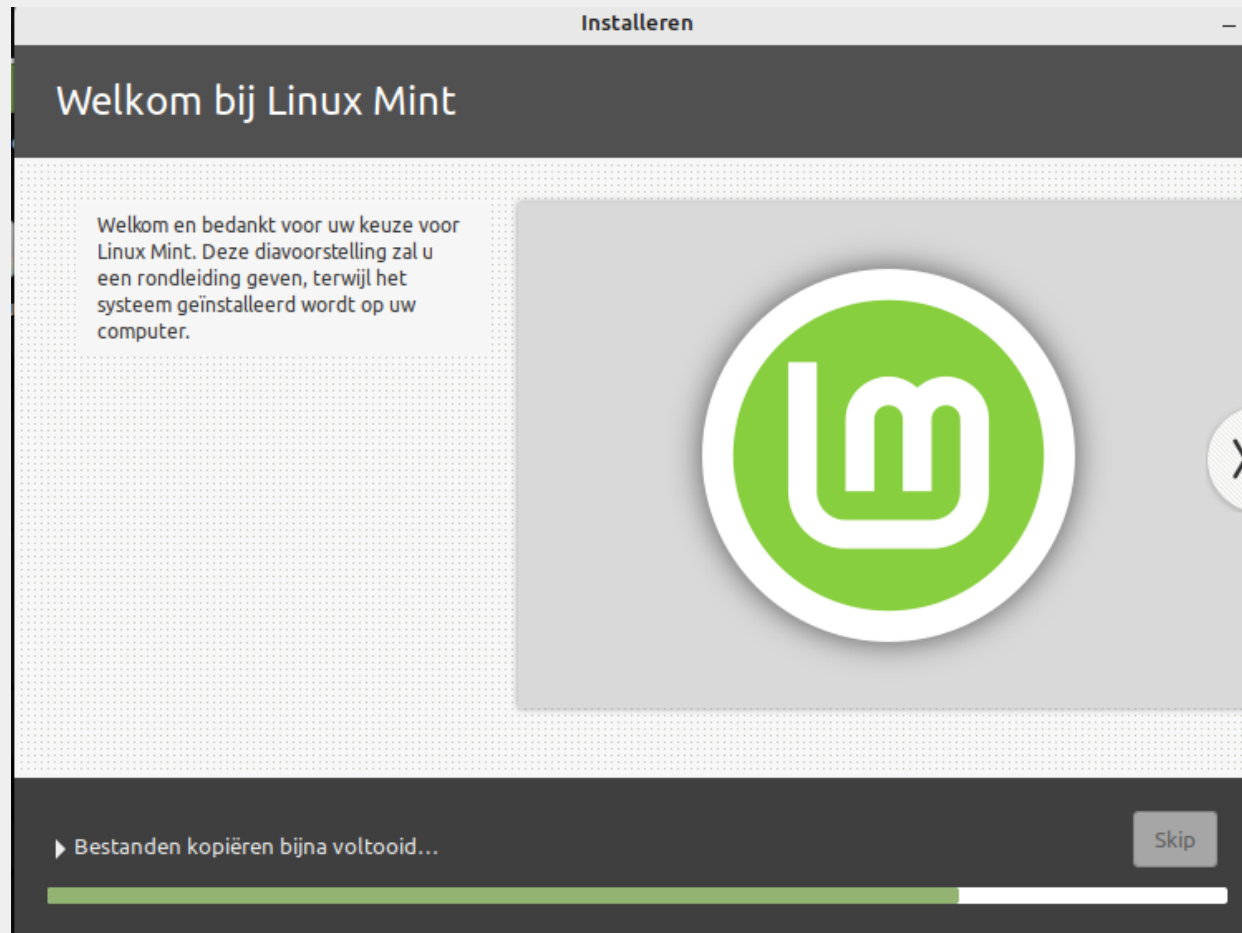 Installeren
Welkom bij Linux Mint
Welkom en bedankt voor uw keuze voor
Linux Mint. Deze diavoorstelling zal u
een rondleiding geven, terwijl het
systeem geïnstalleerd wordt op uw
computer.
Bestanden kopiëren bijna voltooid...
Skip